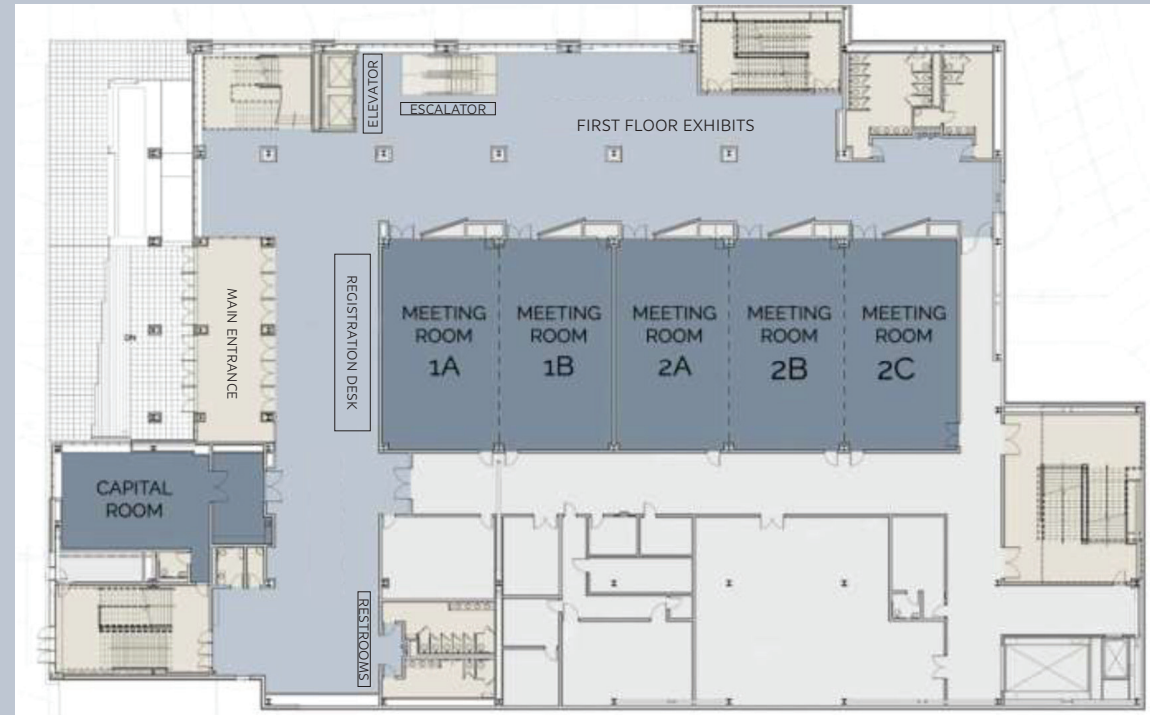 ELEVATOR
ESCALATOR
FIRST FLOOR EXHIBITS
MAIN ENTRANCE
REGISTRATION DESK
MEETING
ROOM
1A
MEETING
ROOM
1B
MEETING
ROOM
2A
MEETING
ROOM
2B
MEETING
ROOM
2C
CAPITAL
ROOM
RESTROOMS